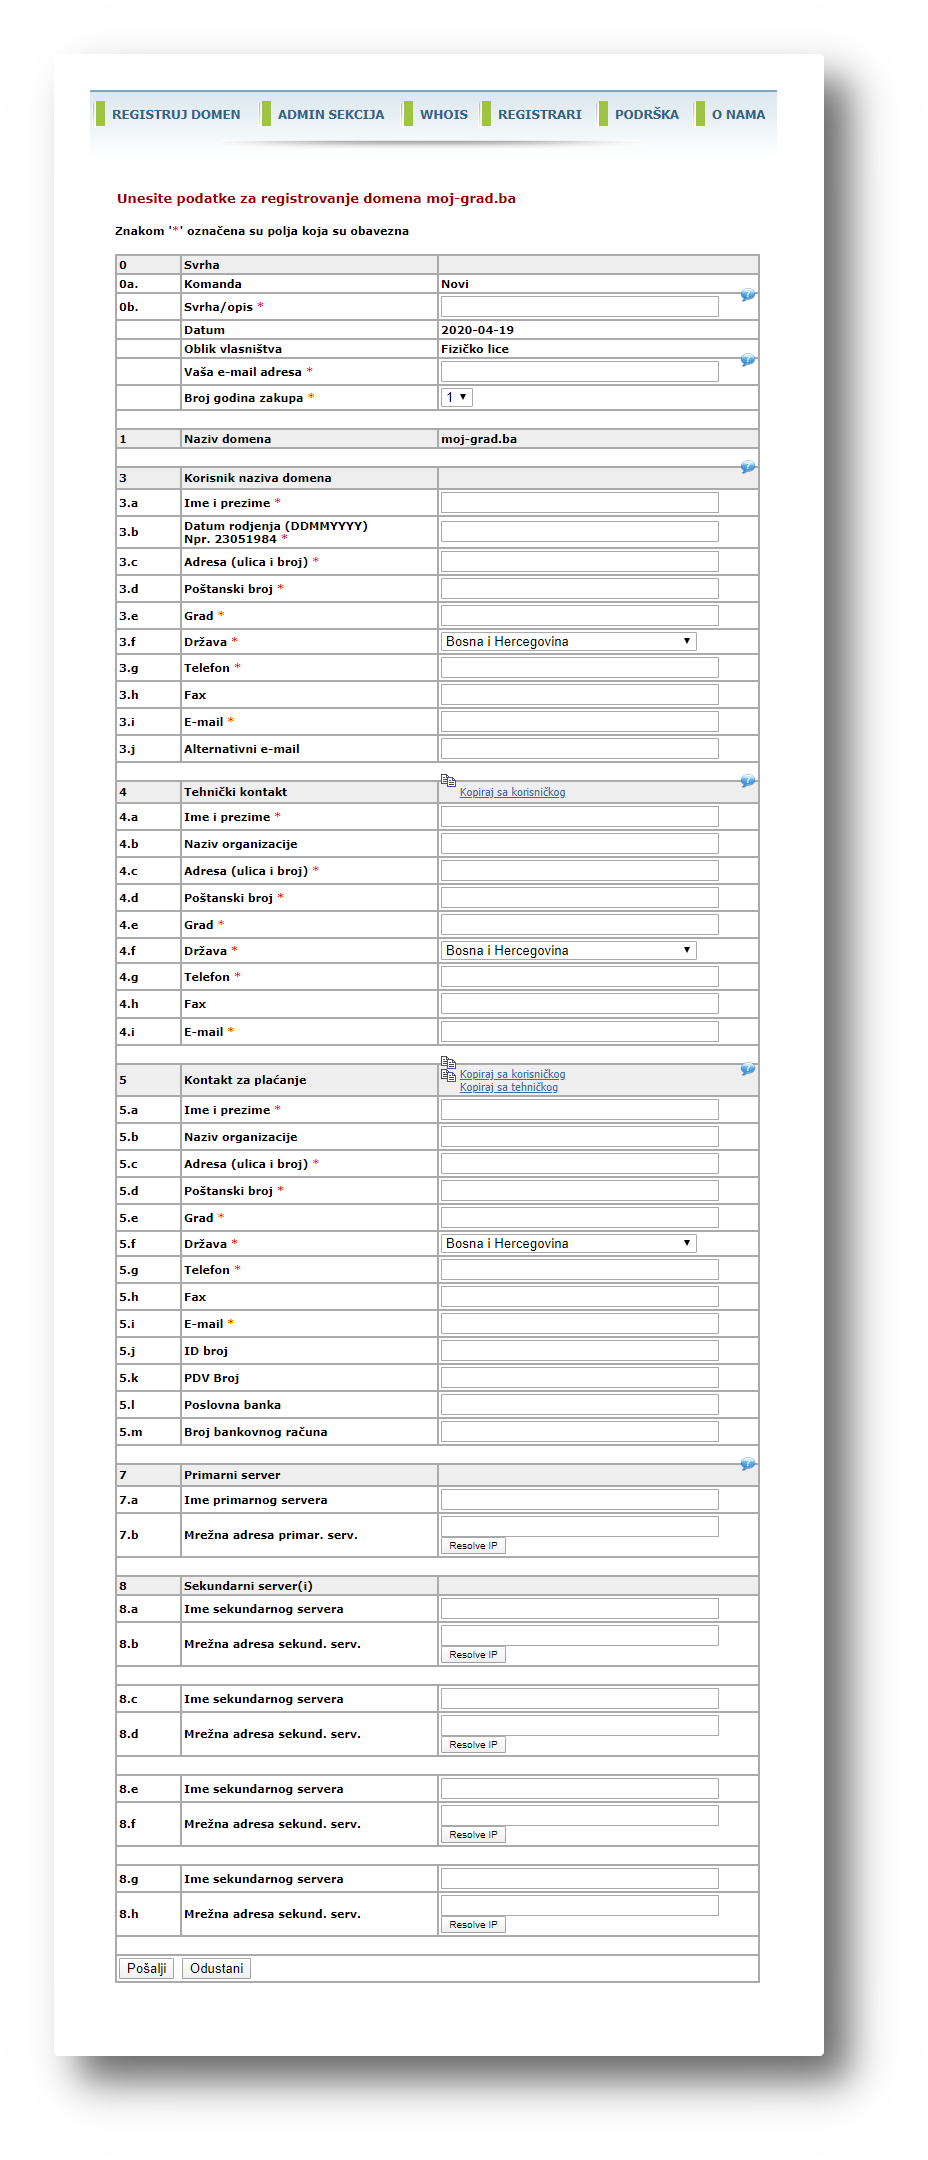 REGISTRUJ DOMEN ADMIN SEKCIJA WHOIS REGISTRARI PODRŠKA O NAMA
Unesite podatke za registrovanje domena moj-grad.ba
Znakom '*' označena su polja koja su obavezna
0 Svrha
0a. Komanda Novi
0b. Svrha/opis *
Datum 2020-04-19
Oblik vlasništva Fizičko lice
Vaša e-mail adresa *
Broj godina zakupa * 1
1 Naziv domena moj-grad.ba
3 Korisnik naziva domena
3.a Ime i prezime *
3.b Datum rodjenja (DDMMYYYY)
Npr. 23051984 *
3.c Adresa (ulica i broj) *
3.d Poštanski broj *
3.e Grad *
3.f Država * Bosna i Hercegovina
3.g Telefon *
3.h Fax
3.i E-mail *
3.j Alternativni e-mail
4 Tehnički kontakt Kopiraj sa korisničkog
4.a Ime i prezime *
4.b Naziv organizacije
4.c Adresa (ulica i broj) *
4.d Poštanski broj *
4.e Grad *
4.f Država * Bosna i Hercegovina
4.g Telefon *
4.h Fax
4.i E-mail *
5 Kontakt za plaćanje Kopiraj sa korisničkog
Kopiraj sa tehničkog
5.a Ime i prezime *
5.b Naziv organizacije
5.c Adresa (ulica i broj) *
5.d Poštanski broj *
5.e Grad *
5.f Država * Bosna i Hercegovina
5.g Telefon *
5.h Fax
5.i E-mail *
5.j ID broj
5.k PDV Broj
5.l Poslovna banka
5.m Broj bankovnog računa
7 Primarni server
7.a Ime primarnog servera
7.b Mrežna adresa primar. serv.
Resolve IP
8 Sekundarni server(i)
8.a Ime sekundarnog servera
8.b Mrežna adresa sekund. serv.
Resolve IP
8.c Ime sekundarnog servera
8.d Mrežna adresa sekund. serv.
Resolve IP
8.e Ime sekundarnog servera
8.f Mrežna adresa sekund. serv.
Resolve IP
8.g Ime sekundarnog servera
8.h Mrežna adresa sekund. serv.
Resolve IP
Pošalji Odustani